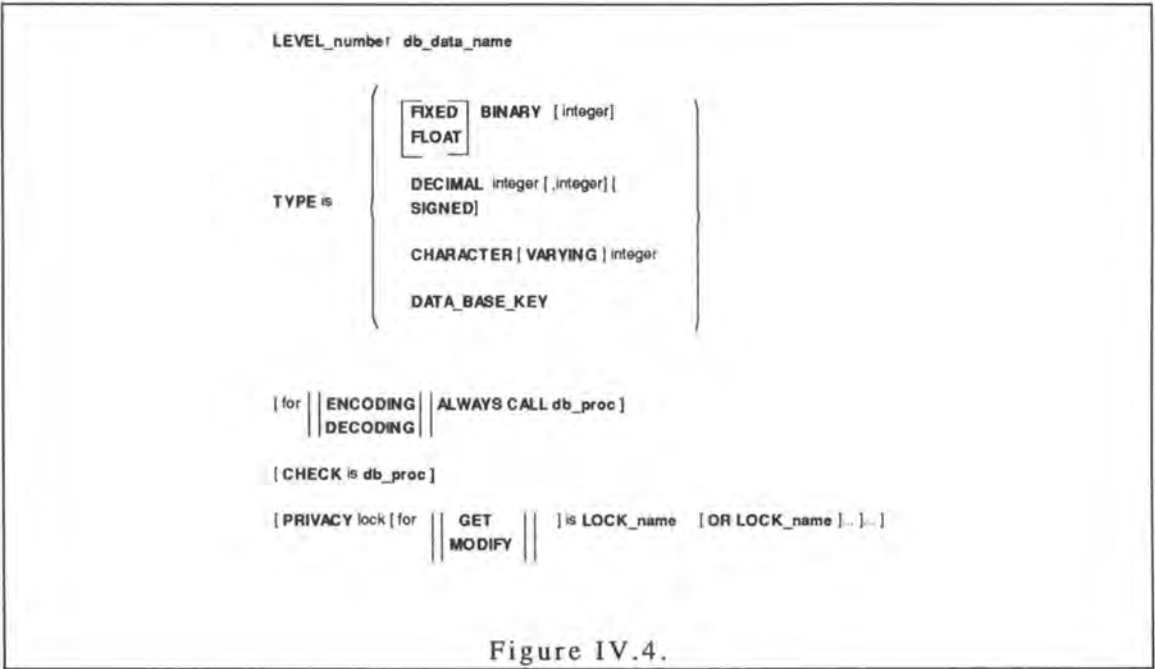 LEVEL_number db_data_name
FIXED BINARY [ integer]
FLOAT
DECIMAL integer [ ,integer] [
TYPE is
SIGNED]
CHARACTER [ VARYING ] integer
DATA_BASE_KEY
[ for || ENCODING || ALWAYS CALL db_proc ]
|| DECODING ||
[ CHECK is db_proc ]
[ PRIVACY lock [ for || GET || ] is LOCK_name [ OR LOCK_name ]... ]... ]
|| MODIFY ||
Figure IV.4.